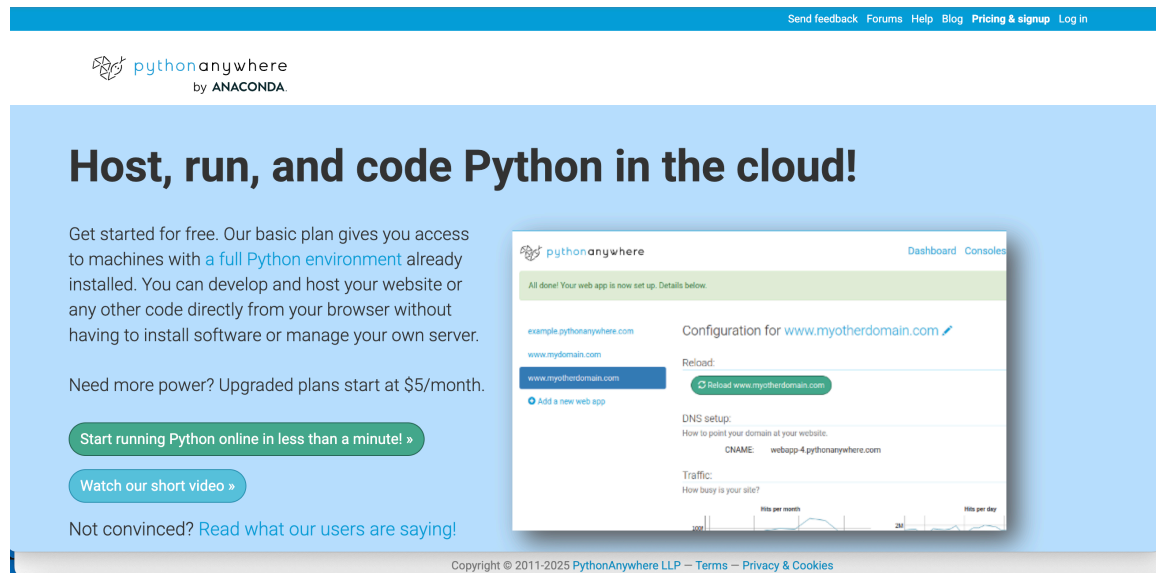 Send feedback Forums Help Blog Pricing & signup Log in
pythonanywhere
by ANACONDA.
Host, run, and code Python in the cloud!
Get started for free. Our basic plan gives you access
to machines with a full Python environment already
installed. You can develop and host your website or
any other code directly from your browser without
having to install software or manage your own server.
Need more power? Upgraded plans start at $5/month.
Start running Python online in less than a minute! »
Watch our short video »
Not convinced? Read what our users are saying!
pythonanywhere
Dashboard Consoles
All done! Your web app is now set up. Details below.
example.pythonanywhere.com
www.mydomain.com
www.myotherdomain.com
Add a new web app
Configuration for www.myotherdomain.com
Reload:
Reload www.myotherdomain.com
DNS setup:
How to point your domain at your website.
CNAME: webapp-4.pythonanywhere.com
Traffic:
How busy is your site?
Hits per month Hits per day
2M
Copyright © 2011-2025 PythonAnywhere LLP — Terms — Privacy & Cookies